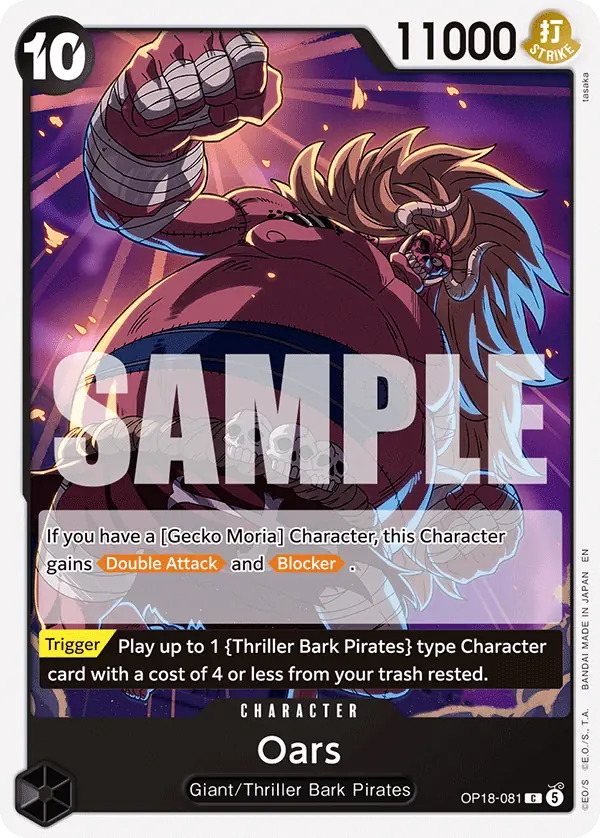 10
11000
打
STRIKE
tasaka
SAMPLE
If you have a [Gecko Moria] Character, this Character
gains Double Attack and Blocker .
Trigger Play up to 1 {Thriller Bark Pirates} type Character
card with a cost of 4 or less from your trash rested.
CHARACTER
Oars
Giant/Thriller Bark Pirates
OP18-081 C 5
©E.O/S ©E.O./S., T.A. BANDAI MADE IN JAPAN EN